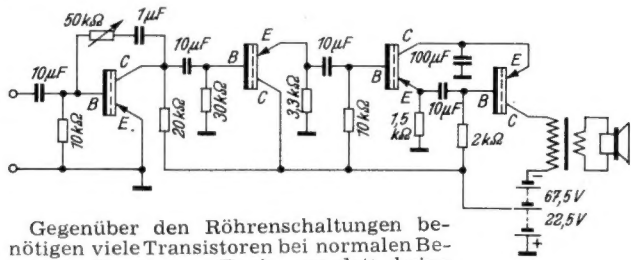 50kΩ
1µF
10µF
10kΩ
B
C
E
20kΩ
10µF
30kΩ
B
E
C
3,3kΩ
10µF
10kΩ
B
C
E
1,5
kΩ
100µF
10µF
2kΩ
B
E
C
−
67,5V
22,5V
+
Gegenüber den Röhrenschaltungen be-
nötigen viele Transistoren bei normalen Be-